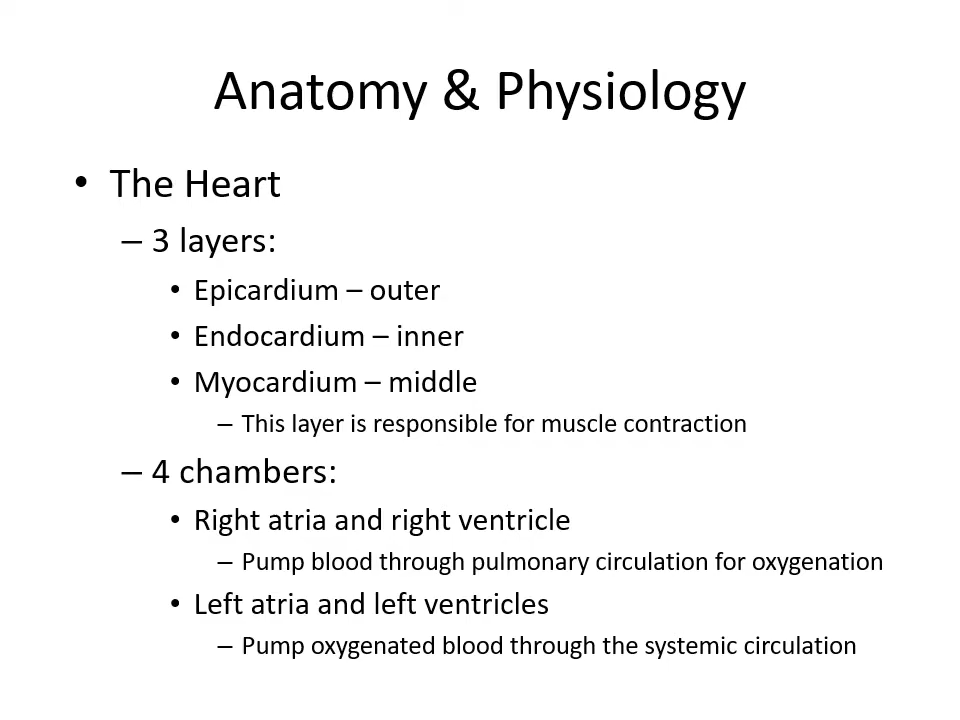 Anatomy & Physiology
• The Heart
– 3 layers:
• Epicardium – outer
• Endocardium – inner
• Myocardium – middle
– This layer is responsible for muscle contraction
– 4 chambers:
• Right atria and right ventricle
– Pump blood through pulmonary circulation for oxygenation
• Left atria and left ventricles
– Pump oxygenated blood through the systemic circulation